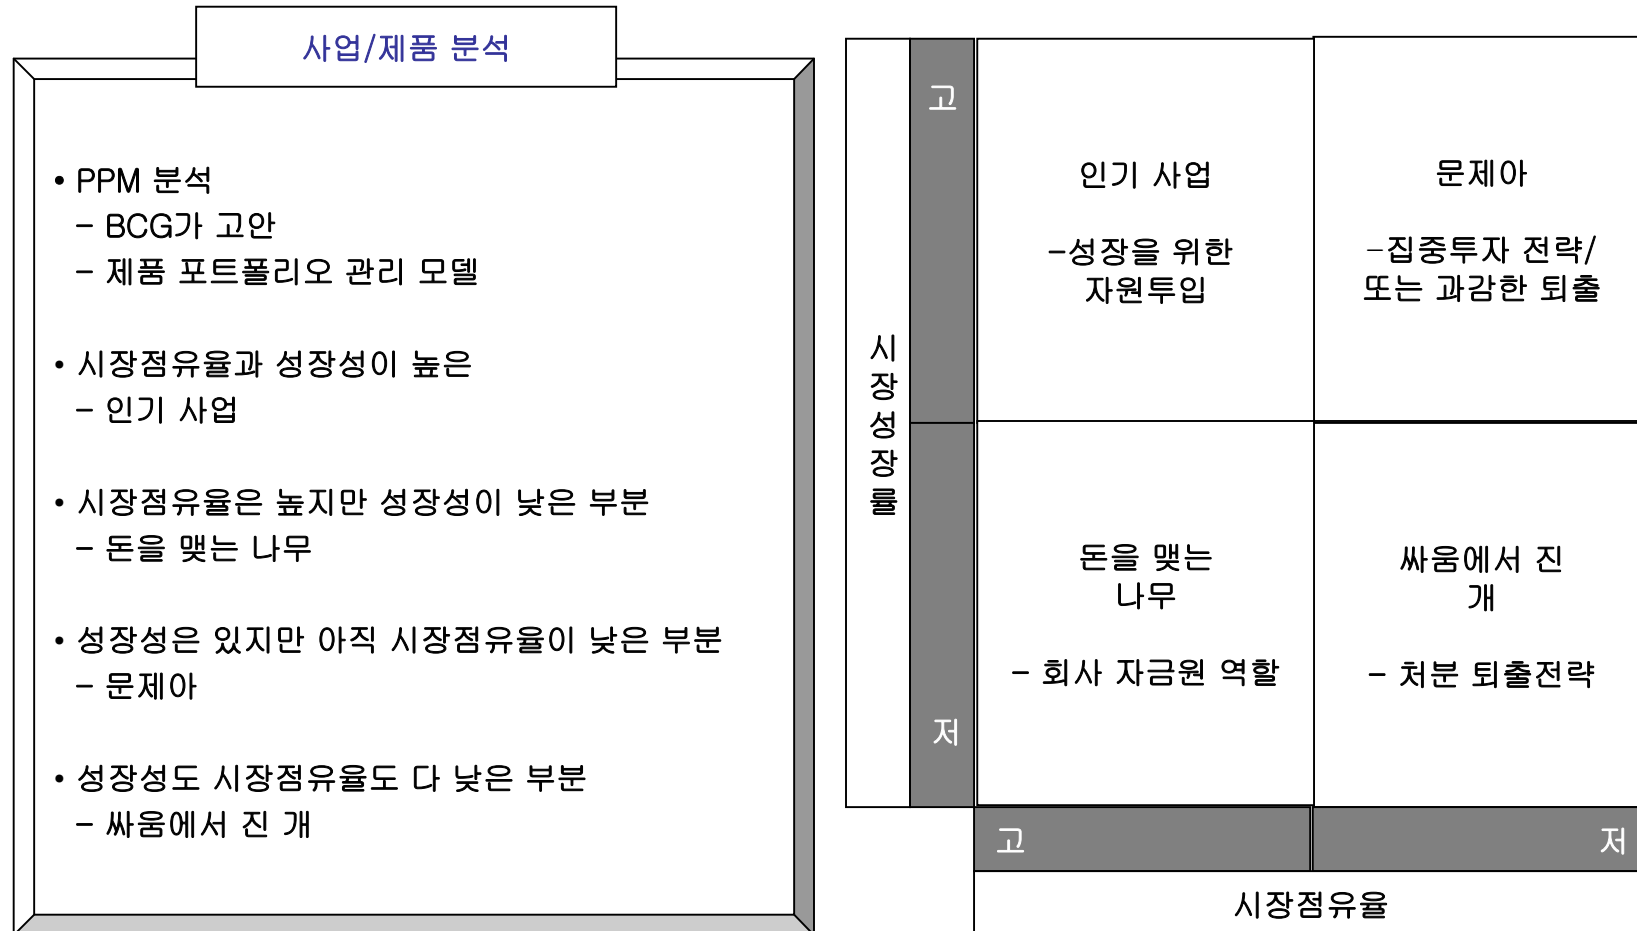 사업/제품 분석
• PPM 분석
– BCG가 고안
– 제품 포트폴리오 관리 모델
• 시장점유율과 성장성이 높은
– 인기 사업
• 시장점유율은 높지만 성장성이 낮은 부분
– 돈을 맺는 나무
• 성장성은 있지만 아직 시장점유율이 낮은 부분
– 문제아
• 성장성도 시장점유율도 다 낮은 부분
– 싸움에서 진 개
시
장
성
장
률
고
저
인기 사업
–성장을 위한
자원투입
문제아
–집중투자 전략/
또는 과감한 퇴출
돈을 맺는
나무
– 회사 자금원 역할
싸움에서 진
개
– 처분 퇴출전략
고
저
시장점유율